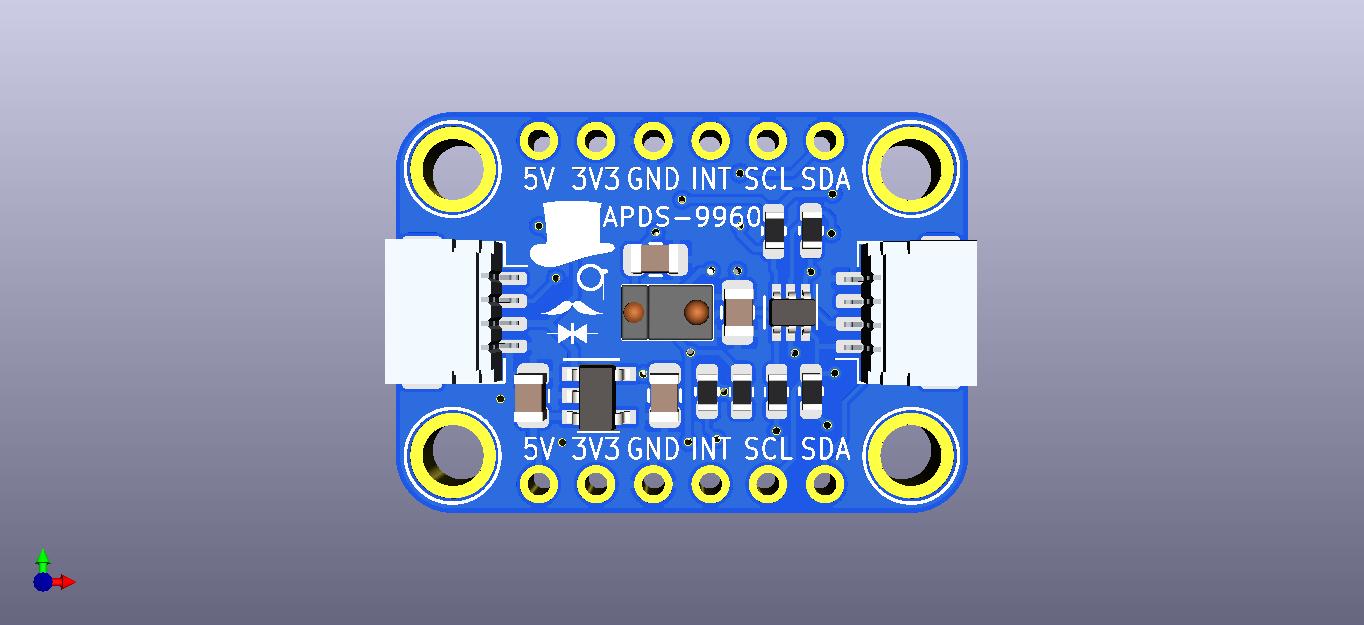 5V 3V3 GND INT SCL SDA
APDS-9960
5V 3V3 GND INT SCL SDA